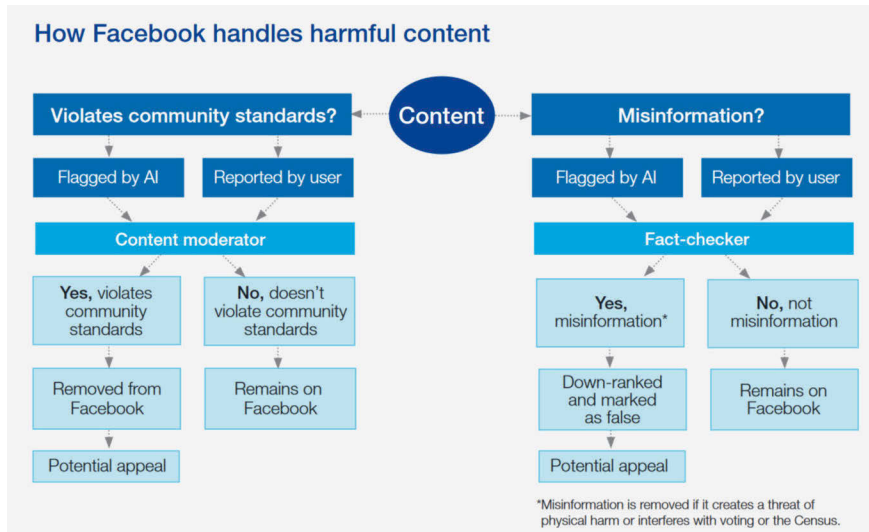 How Facebook handles harmful content
Content
Violates community standards?
Flagged by AI
Reported by user
Content moderator
Yes, violates
community
standards
No, doesn't
violate community
standards
Removed from
Facebook
Remains on
Facebook
Potential appeal
Misinformation?
Flagged by AI
Reported by user
Fact-checker
Yes,
misinformation*
No, not
misinformation
Down-ranked
and marked
as false
Remains on
Facebook
Potential appeal
*Misinformation is removed if it creates a threat of
physical harm or interferes with voting or the Census.